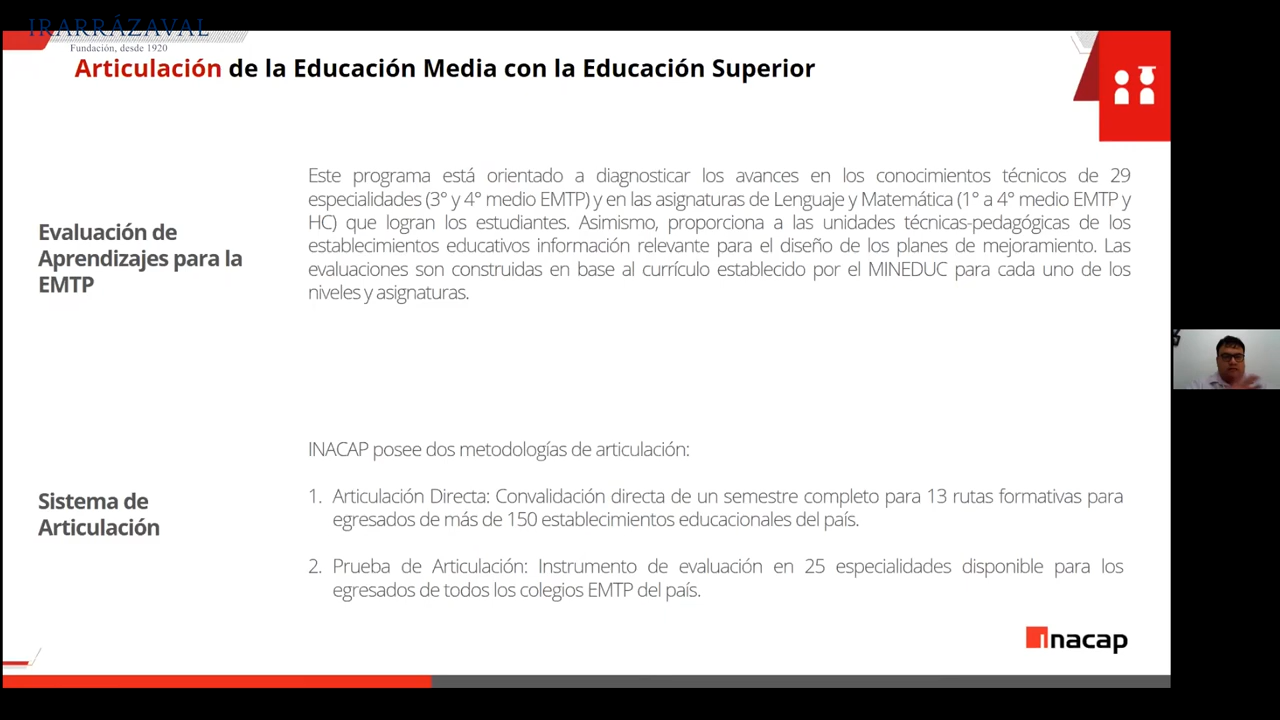 IRARRÁZAVAL
Fundación, desde 1920
Articulación de la Educación Media con la Educación Superior
Evaluación de
Aprendizajes para la
EMTP
Este programa está orientado a diagnosticar los avances en los conocimientos técnicos de 29
especialidades (3° y 4° medio EMTP) y en las asignaturas de Lenguaje y Matemática (1° a 4° medio EMTP y
HC) que logran los estudiantes. Asimismo, proporciona a las unidades técnicas-pedagógicas de los
establecimientos educativos información relevante para el diseño de los planes de mejoramiento. Las
evaluaciones son construidas en base al currículo establecido por el MINEDUC para cada uno de los
niveles y asignaturas.
Sistema de
Articulación
INACAP posee dos metodologías de articulación:
1. Articulación Directa: Convalidación directa de un semestre completo para 13 rutas formativas para
egresados de más de 150 establecimientos educacionales del país.
2. Prueba de Articulación: Instrumento de evaluación en 25 especialidades disponible para los
egresados de todos los colegios EMTP del país.
inacap